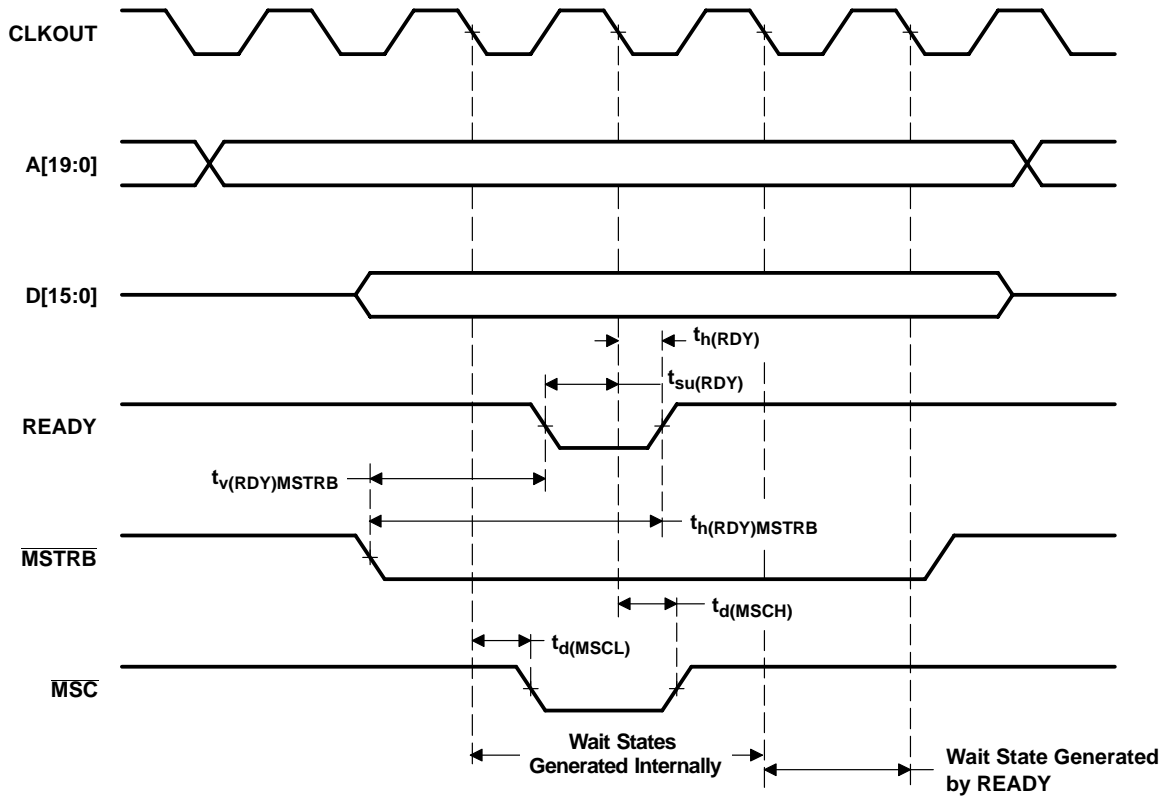 CLKOUT
A[19:0]
D[15:0]
th(RDY)
tsu(RDY)
READY
tv(RDY)MSTRB
th(RDY)MSTRB
MSTRB
td(MSCH)
td(MSCL)
MSC
Wait States
Generated Internally
Wait State Generated
by READY